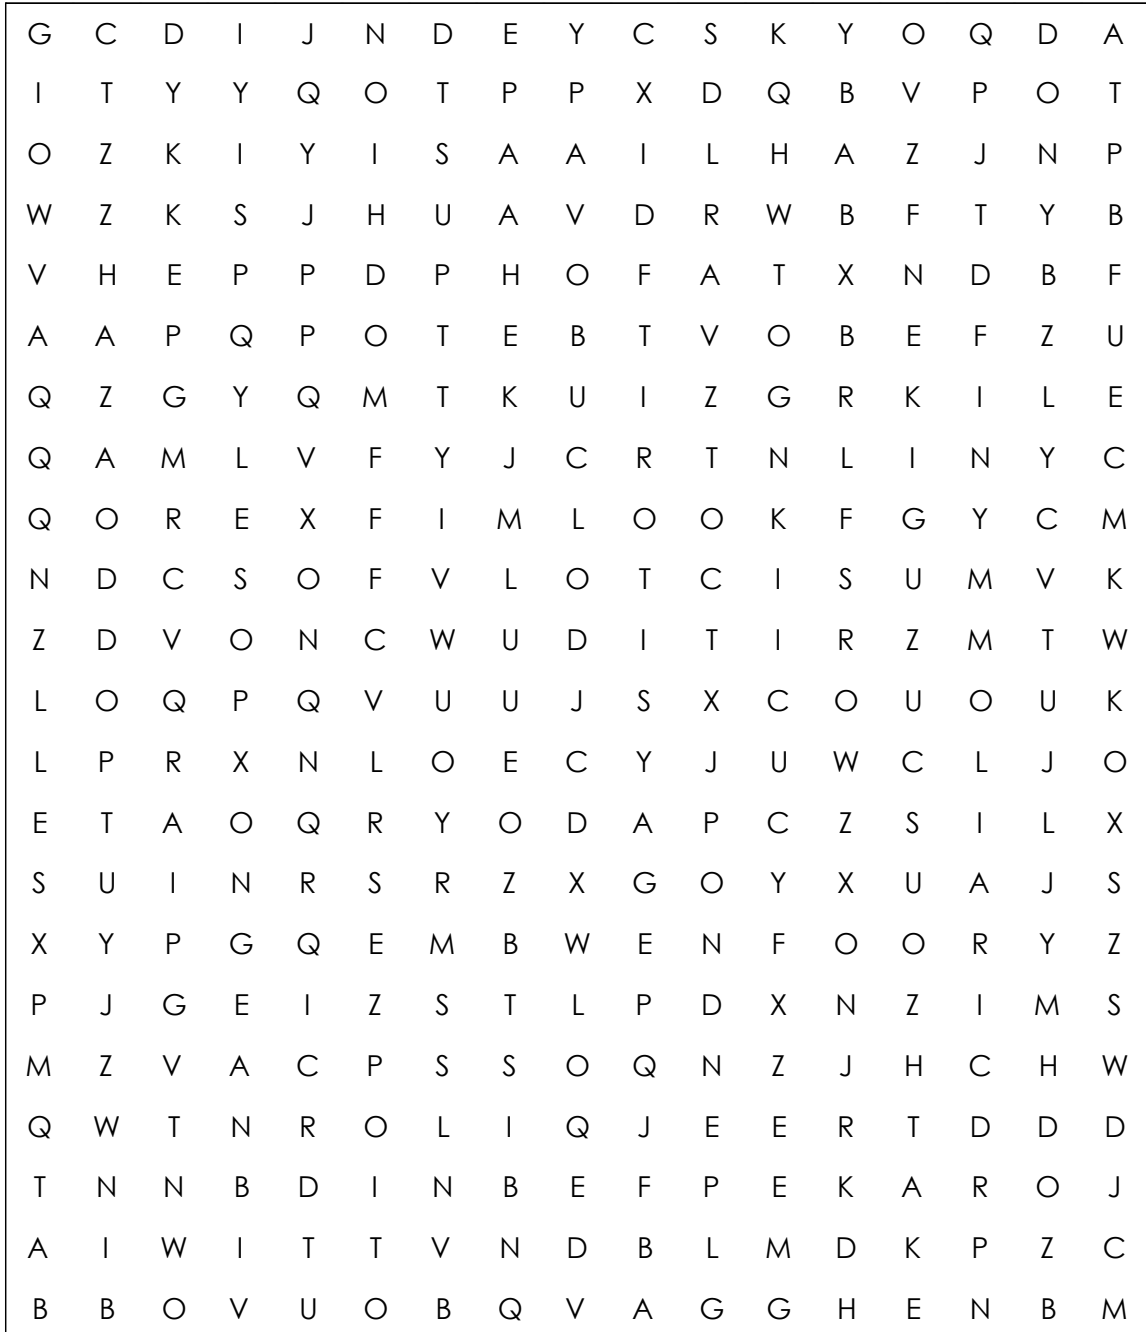 G C D I J N D E Y C S K Y O Q D A
I T Y Y Q O T P P X D Q B V P O T
O Z K I Y I S A A I L H A Z J N P
W Z K S J H U A V D R W B F T Y B
V H E P P D P H O F A T X N D B F
A A P Q P O T E B T V O B E F Z U
Q Z G Y Q M T K U I Z G R K I L E
Q A M L V F Y J C R T N L I N Y C
Q O R E X F I M L O O K F G Y C M
N D C S O F V L O T C I S U M V K
Z D V O N C W U D I T I R Z M T W
L O Q P Q V U U J S X C O U O U K
L P R X N L O E C Y J U W C L J O
E T A O Q R Y O D A P C Z S I L X
S U I N R S R Z X G O Y X U A J S
X Y P G Q E M B W E N F O O R Y Z
P J G E I Z S T L P D X N Z I M S
M Z V A C P S S O Q N Z J H C H W
Q W T N R O L I Q J E E R T D D D
T N N B D I N B E F P E K A R O J
A I W I T T V N D B L M D K P Z C
B B O V U O B Q V A G G H E N B M